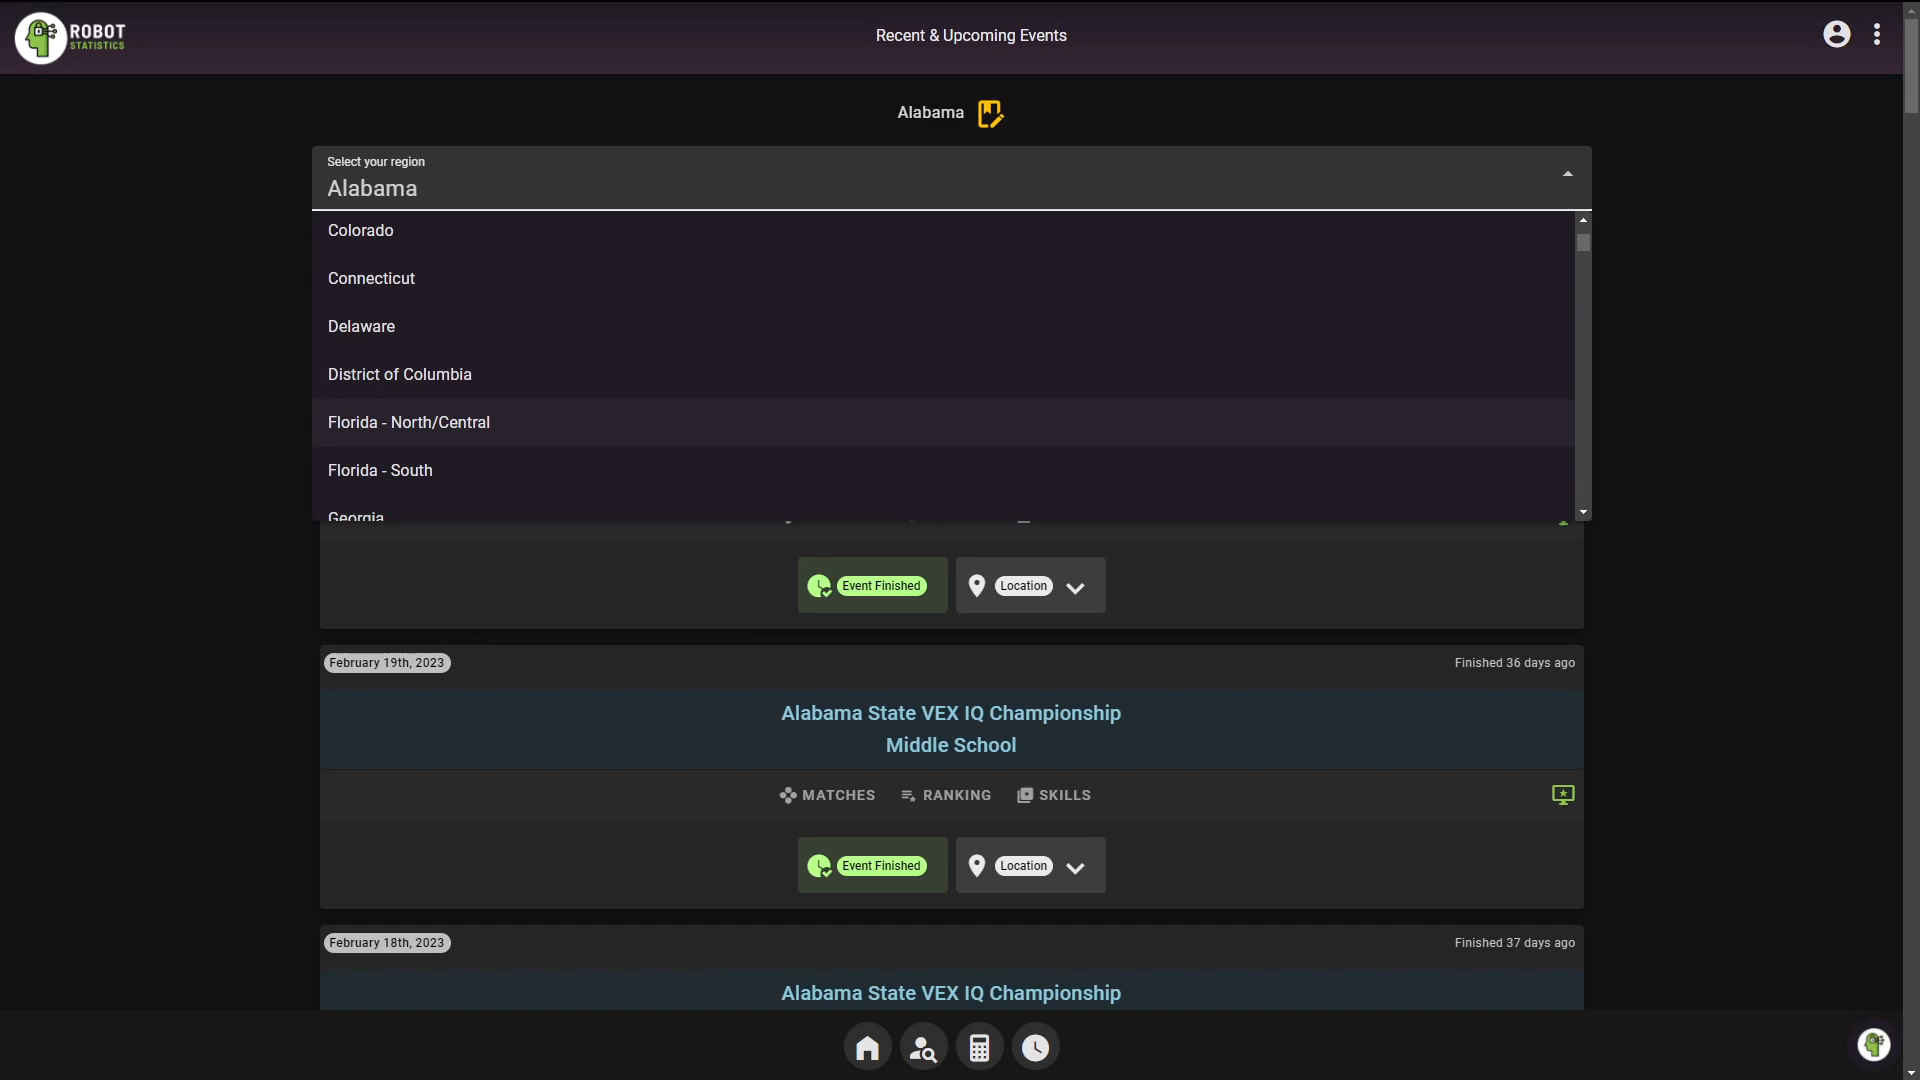 ROBOT
STATISTICS
Recent & Upcoming Events
Alabama
Select your region
Alabama
Colorado
Connecticut
Delaware
District of Columbia
Florida - North/Central
Florida - South
Georgia
Event Finished
Location
February 19th, 2023
Finished 36 days ago
Alabama State VEX IQ Championship
Middle School
MATCHES
RANKING
SKILLS
Event Finished
Location
February 18th, 2023
Finished 37 days ago
Alabama State VEX IQ Championship